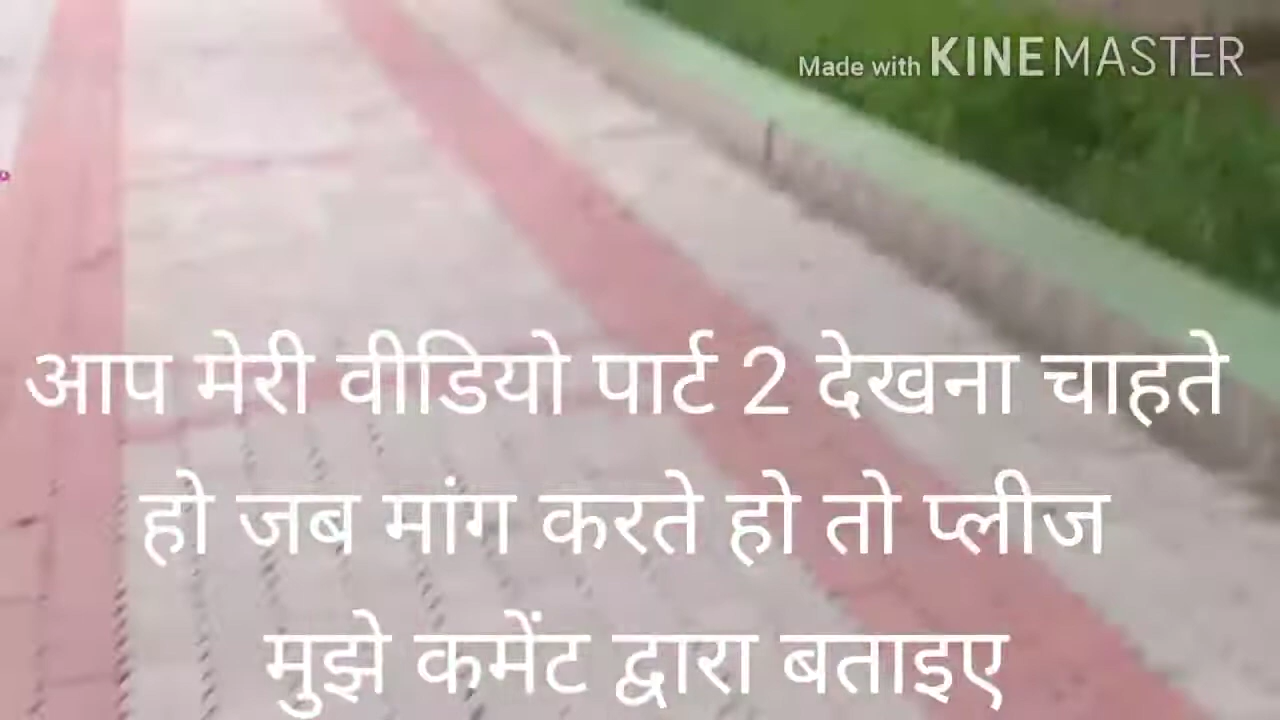 Made with KINEMASTER
आप मेरी वीडियो पार्ट 2 देखना चाहते
हो जब मांग करते हो तो प्लीज
मुझे कमेंट द्वारा बताइए